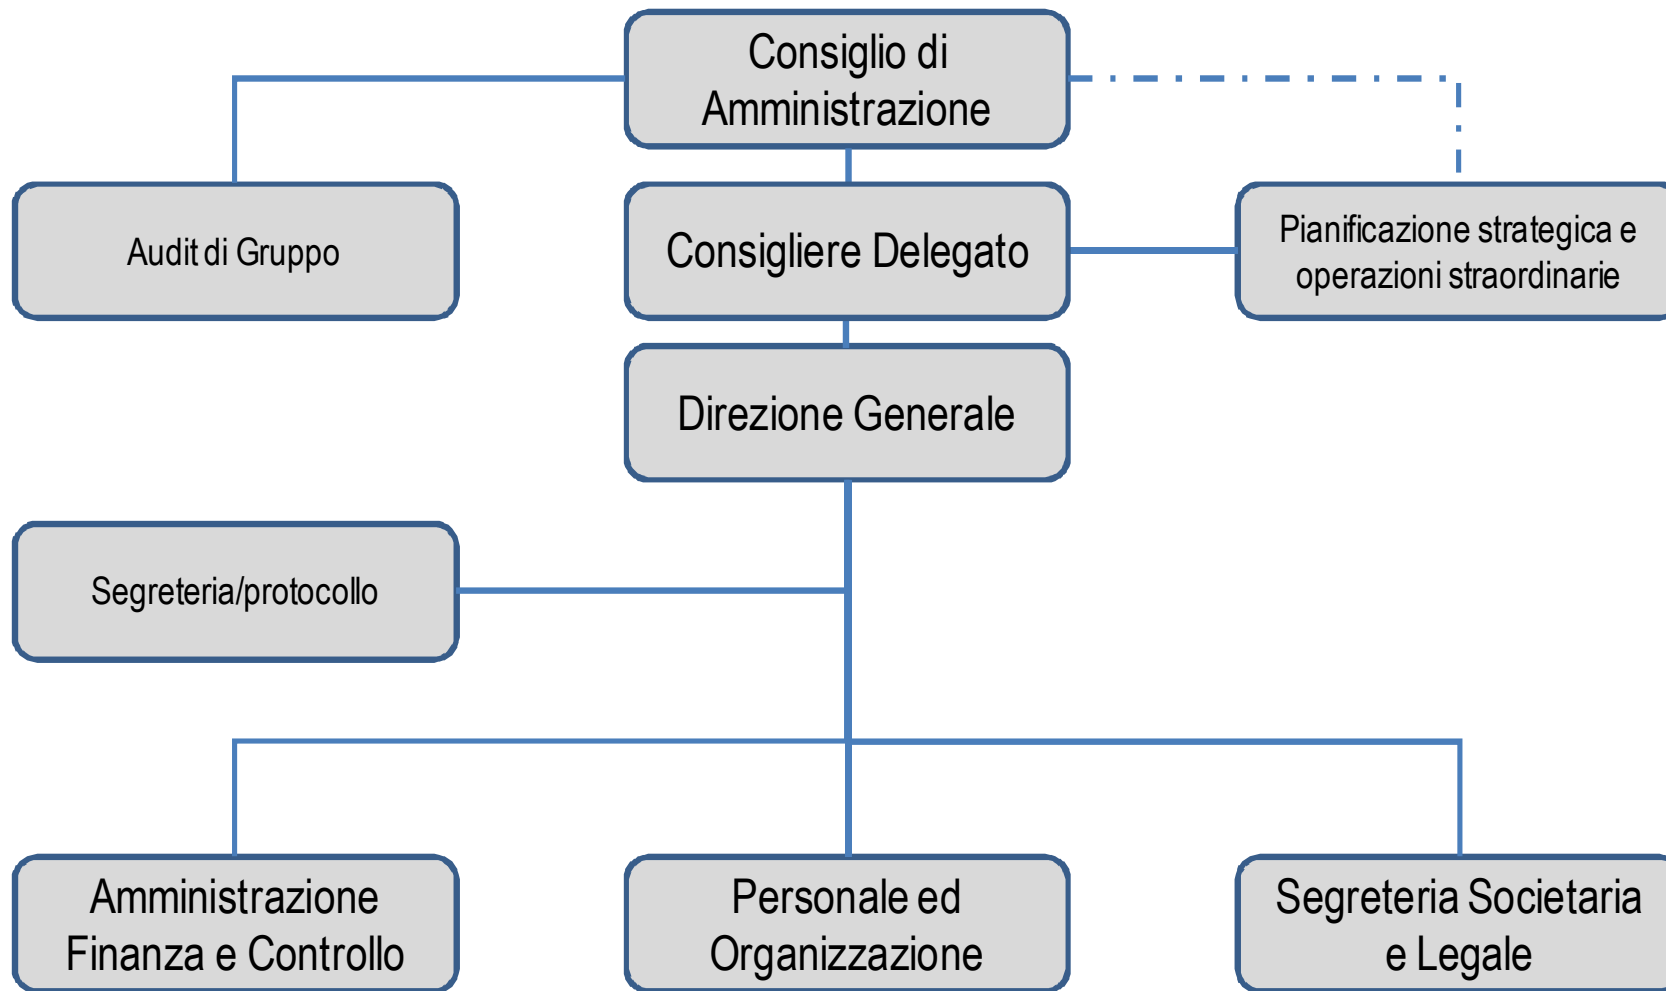 Consiglio di
Amministrazione
Audit di Gruppo
Consigliere Delegato
Pianificazione strategica e
operazioni straordinarie
Direzione Generale
Segreteria/protocollo
Amministrazione
Finanza e Controllo
Personale ed
Organizzazione
Segreteria Societaria
e Legale